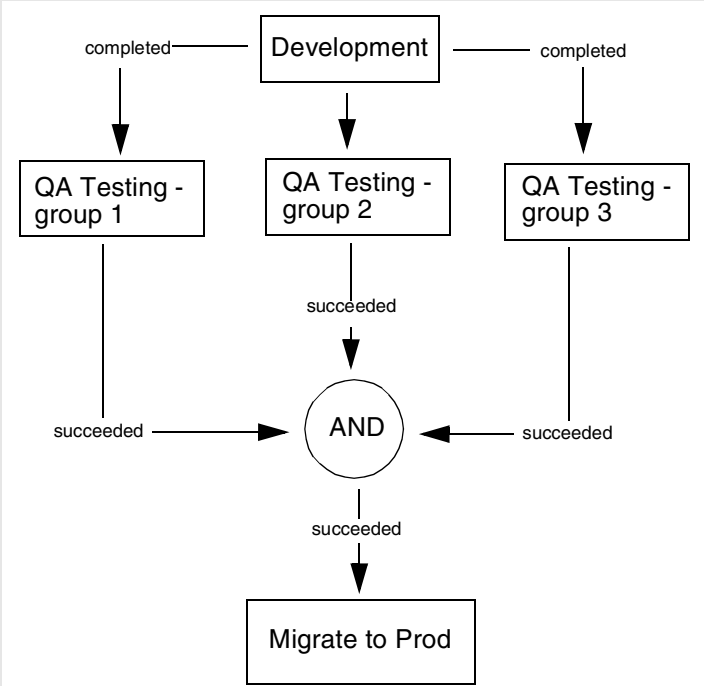 Development
completed
completed
QA Testing -
group 1
QA Testing -
group 2
QA Testing -
group 3
succeeded
succeeded
AND
succeeded
succeeded
Migrate to Prod